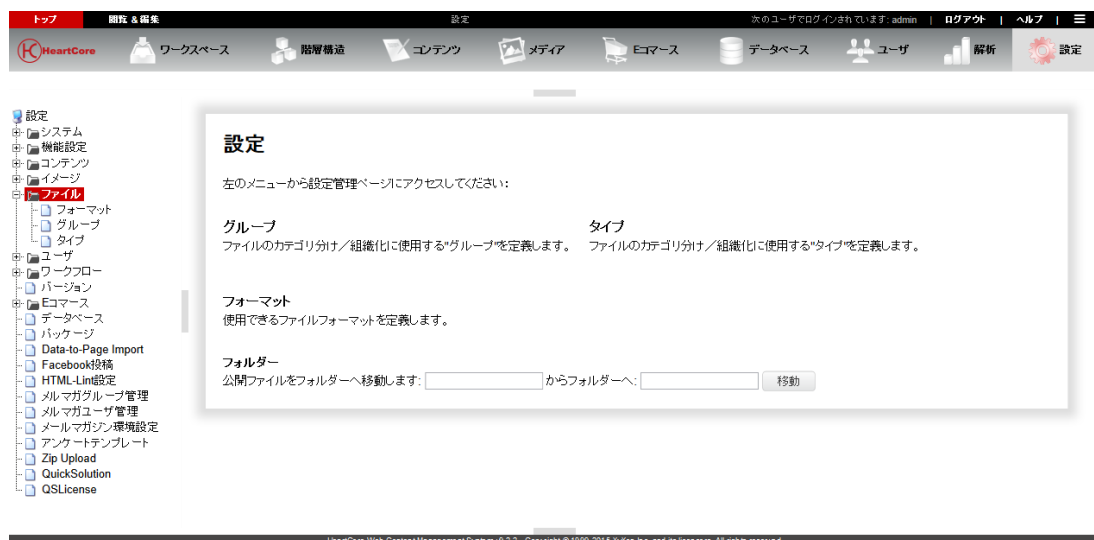 トップ 閲覧 & 編集 設定 次のユーザでログインされています: admin | ログアウト | ヘルプ |
HeartCore ワークスペース 階層構造 コンテンツ メディア Eコマース データベース ユーザ 解析 設定
設定
システム
機能設定
コンテンツ
イメージ
ファイル
フォーマット
グループ
タイプ
ユーザ
ワークフロー
バージョン
Eコマース
データベース
パッケージ
Data-to-Page Import
Facebook投稿
HTML-Lint設定
メルマガグループ管理
メルマガユーザ管理
メールマガジン環境設定
アンケートテンプレート
Zip Upload
QuickSolution
QSLicense
設定
左のメニューから設定管理ページにアクセスしてください:
グループ
ファイルのカテゴリ分け／組織化に使用する"グループ"を定義します。
タイプ
ファイルのカテゴリ分け／組織化に使用する"タイプ"を定義します。
フォーマット
使用できるファイルフォーマットを定義します。
フォルダー
公開ファイルをフォルダーへ移動します: からフォルダーへ: 移動